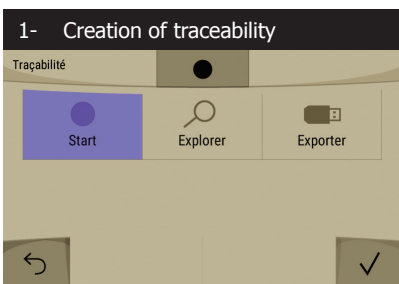 1- Creation of traceability
Traçabilité
Start Explorer Exporter